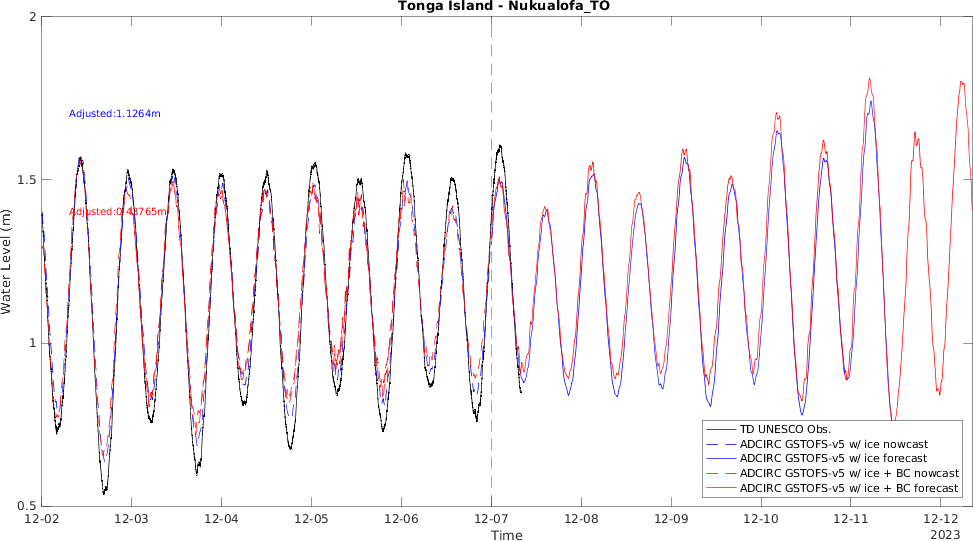 Tonga Island - Nukualofa_TO
2
1.5
1
0.5
Water Level (m)
Adjusted:1.1264m
Adjusted:0.43765m
12-02
12-03
12-04
12-05
12-06
12-07
12-08
12-09
12-10
12-11
12-12
2023
Time
TD UNESCO Obs.
ADCIRC GSTOFS-v5 w/ ice nowcast
ADCIRC GSTOFS-v5 w/ ice forecast
ADCIRC GSTOFS-v5 w/ ice + BC nowcast
ADCIRC GSTOFS-v5 w/ ice + BC forecast